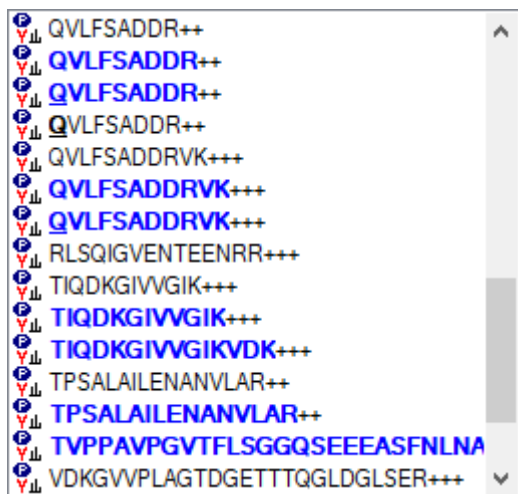 QVLFSADDR++
QVLFSADDR++
QVLFSADDR++
QVLFSADDR++
QVLFSADDRVK+++
QVLFSADDRVK+++
QVLFSADDRVK+++
RLSQIGVENTEENRR+++
TIQDKGIVVGIK+++
TIQDKGIVVGIK+++
TIQDKGIVVGIKVDK+++
TPSALAILENANVLAR++
TPSALAILENANVLAR++
TVPPAVPGVTFLSGGQSEEEASFNLNA
VDKGVVPLAGTDGETTTQGLDGLSER+++